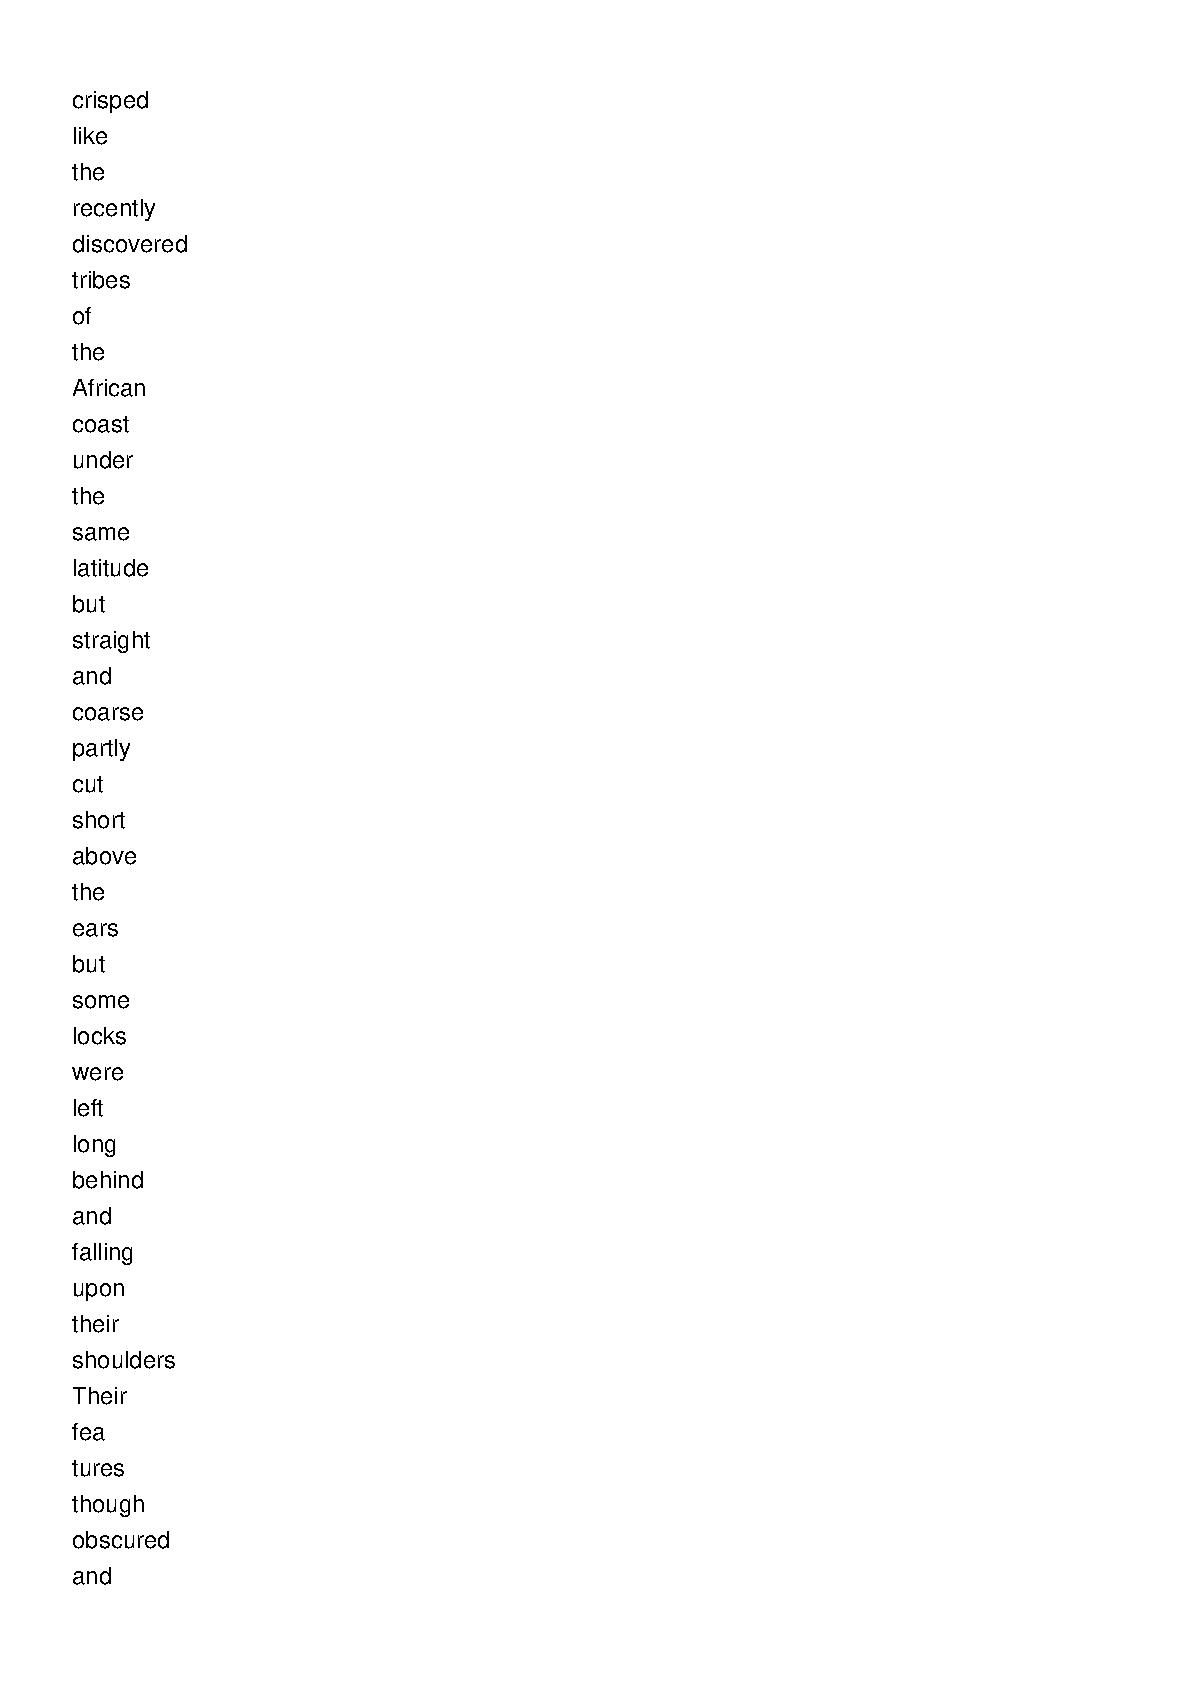 crisped
like
the
recently
discovered
tribes
of
the
African
coast
under
the
same
latitude
but
straight
and
coarse
partly
cut
short
above
the
ears
but
some
locks
were
left
long
behind
and
falling
upon
their
shoulders
Their
fea
tures
though
obscured
and